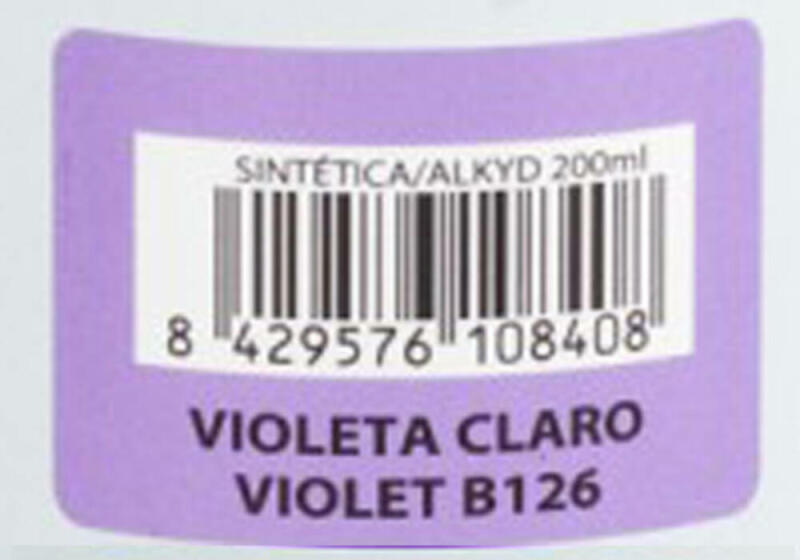 SINTÉTICA/ALKYD 200ml
8 429576 108408
VIOLETA CLARO
VIOLET B126